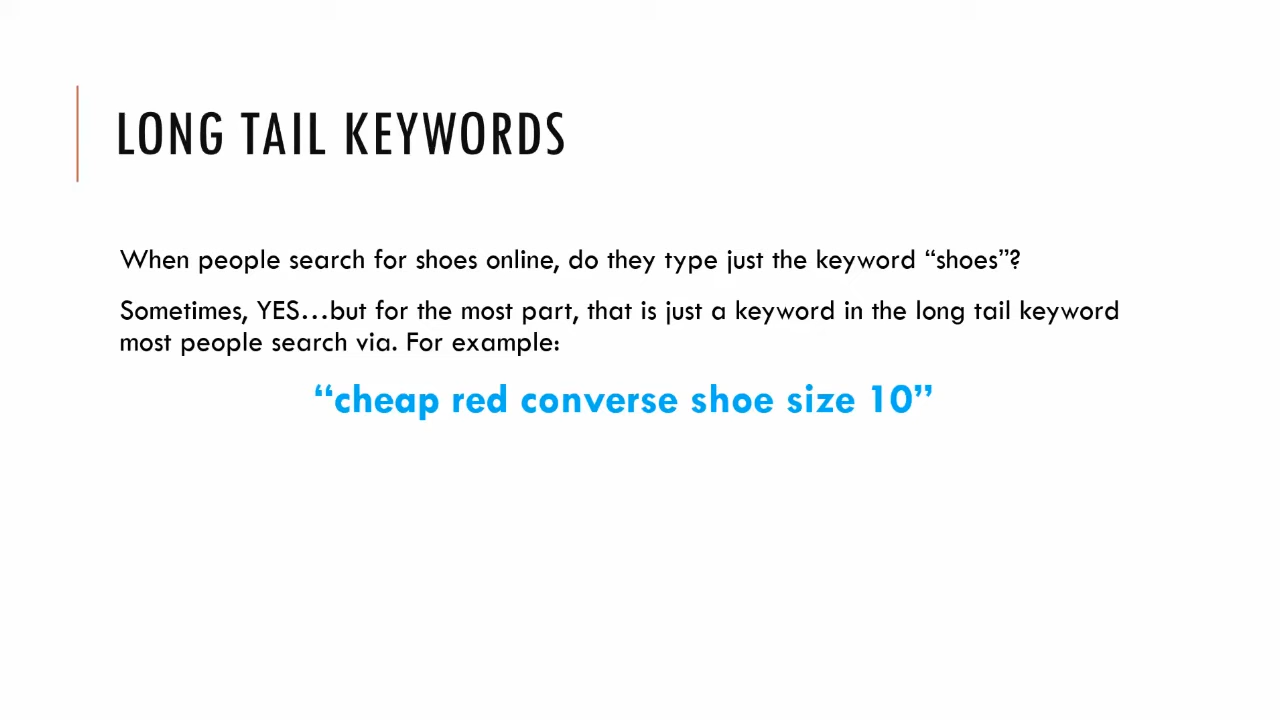 LONG TAIL KEYWORDS
When people search for shoes online, do they type just the keyword “shoes”?
Sometimes, YES…but for the most part, that is just a keyword in the long tail keyword
most people search via. For example:
“cheap red converse shoe size 10”